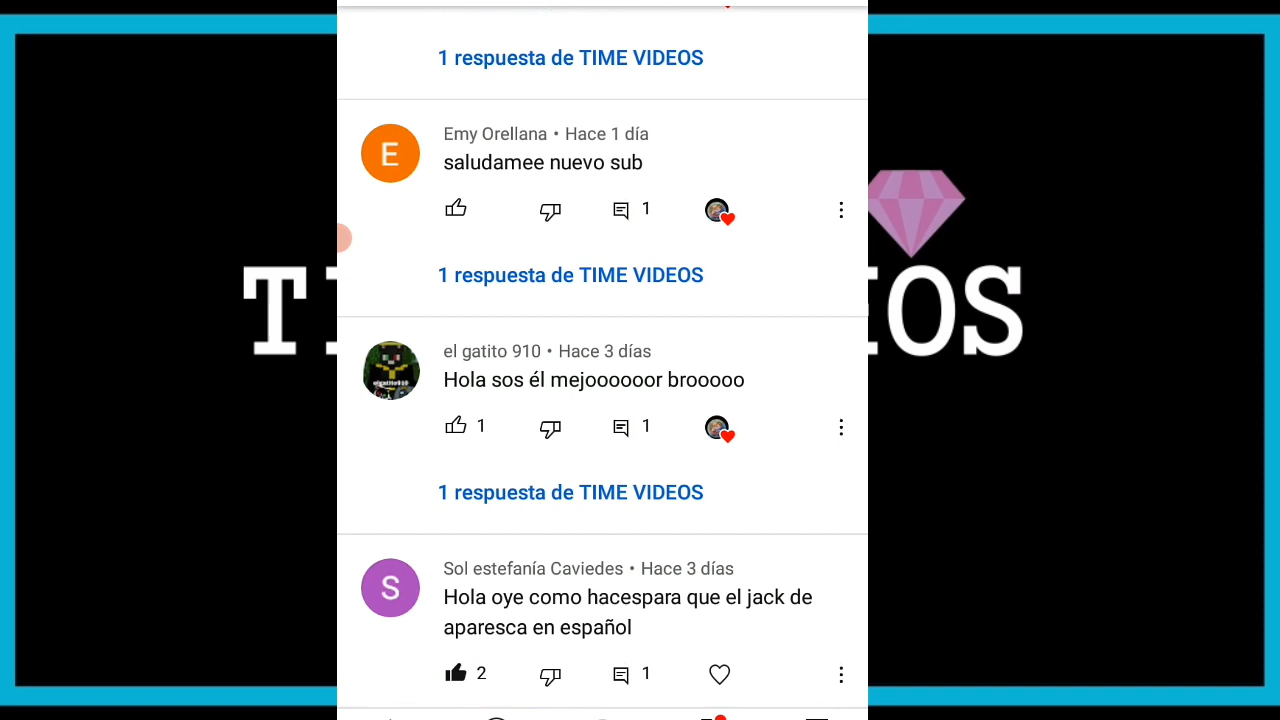 1 respuesta de TIME VIDEOS
E
Emy Orellana • Hace 1 día
saludamee nuevo sub
1
1 respuesta de TIME VIDEOS
el gatito 910 • Hace 3 días
Hola sos él mejoooooor brooooo
1 1
1 respuesta de TIME VIDEOS
S
Sol estefanía Caviedes • Hace 3 días
Hola oye como hacespara que el jack de
aparesca en español
2 1